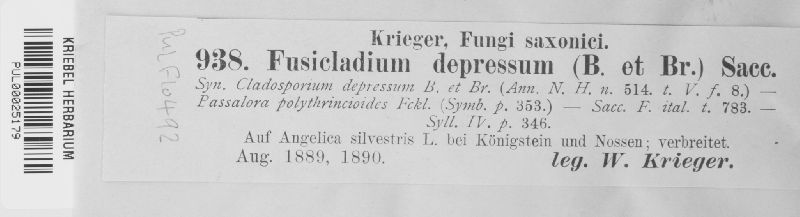 Krieger, Fungi saxonici.
938. Fusicladium depressum (B. et Br.) Sacc.
Syn. Cladosporium depressum B. et Br. (Ann. N. H. n. 514. t. V. f. 8.) —
Passalora polythrincioides Fckl. (Symb. p. 353.) — Sacc. F. ital. t. 783. —
Syll. IV. p. 346.
Auf Angelica silvestris L. bei Königstein und Nossen; verbreitet.
Aug. 1889, 1890. leg. W. Krieger.
KRIEBEL HERBARIUM
PUL00025179
PUL F10492